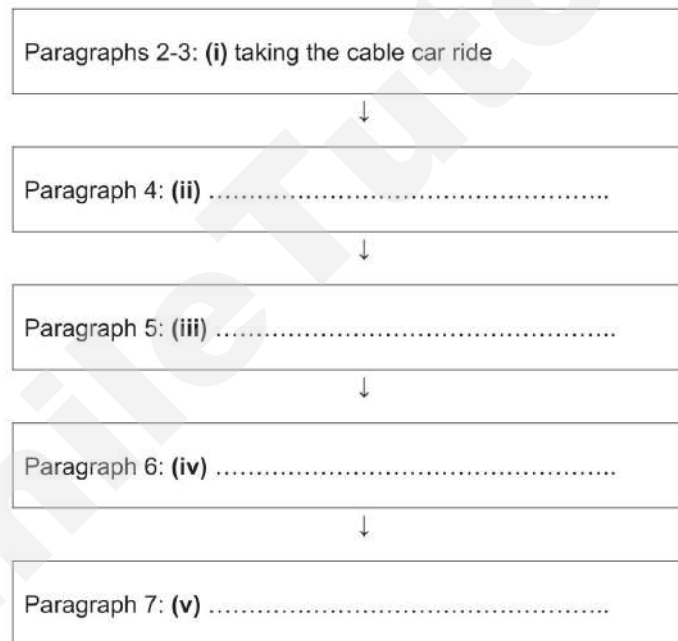 Paragraphs 2-3: (i) taking the cable car ride
↓
Paragraph 4: (ii) ......................................................
↓
Paragraph 5: (iii) ......................................................
↓
Paragraph 6: (iv) ......................................................
↓
Paragraph 7: (v) ......................................................